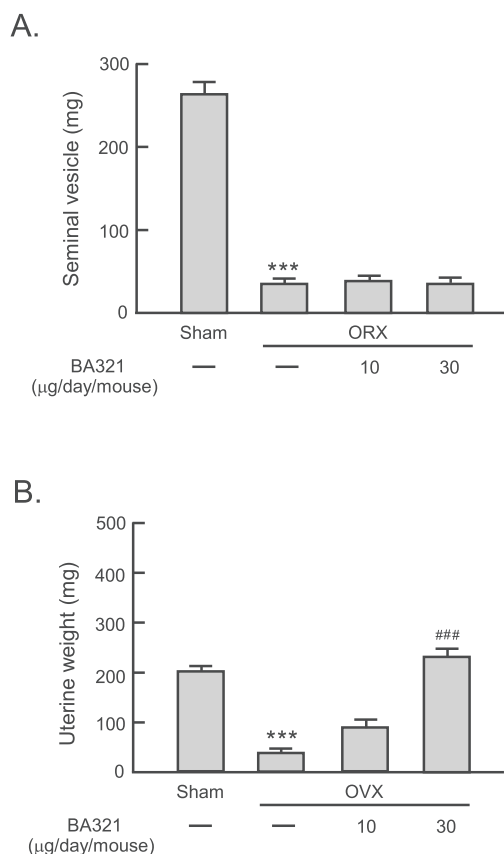 A.
Seminal vesicle (mg)
300
200
100
0
***
Sham
ORX
BA321 — — 10 30
(μg/day/mouse)
B.
Uterine weight (mg)
500
400
300
200
100
0
***
###
Sham
OVX
BA321 — — 10 30
(μg/day/mouse)